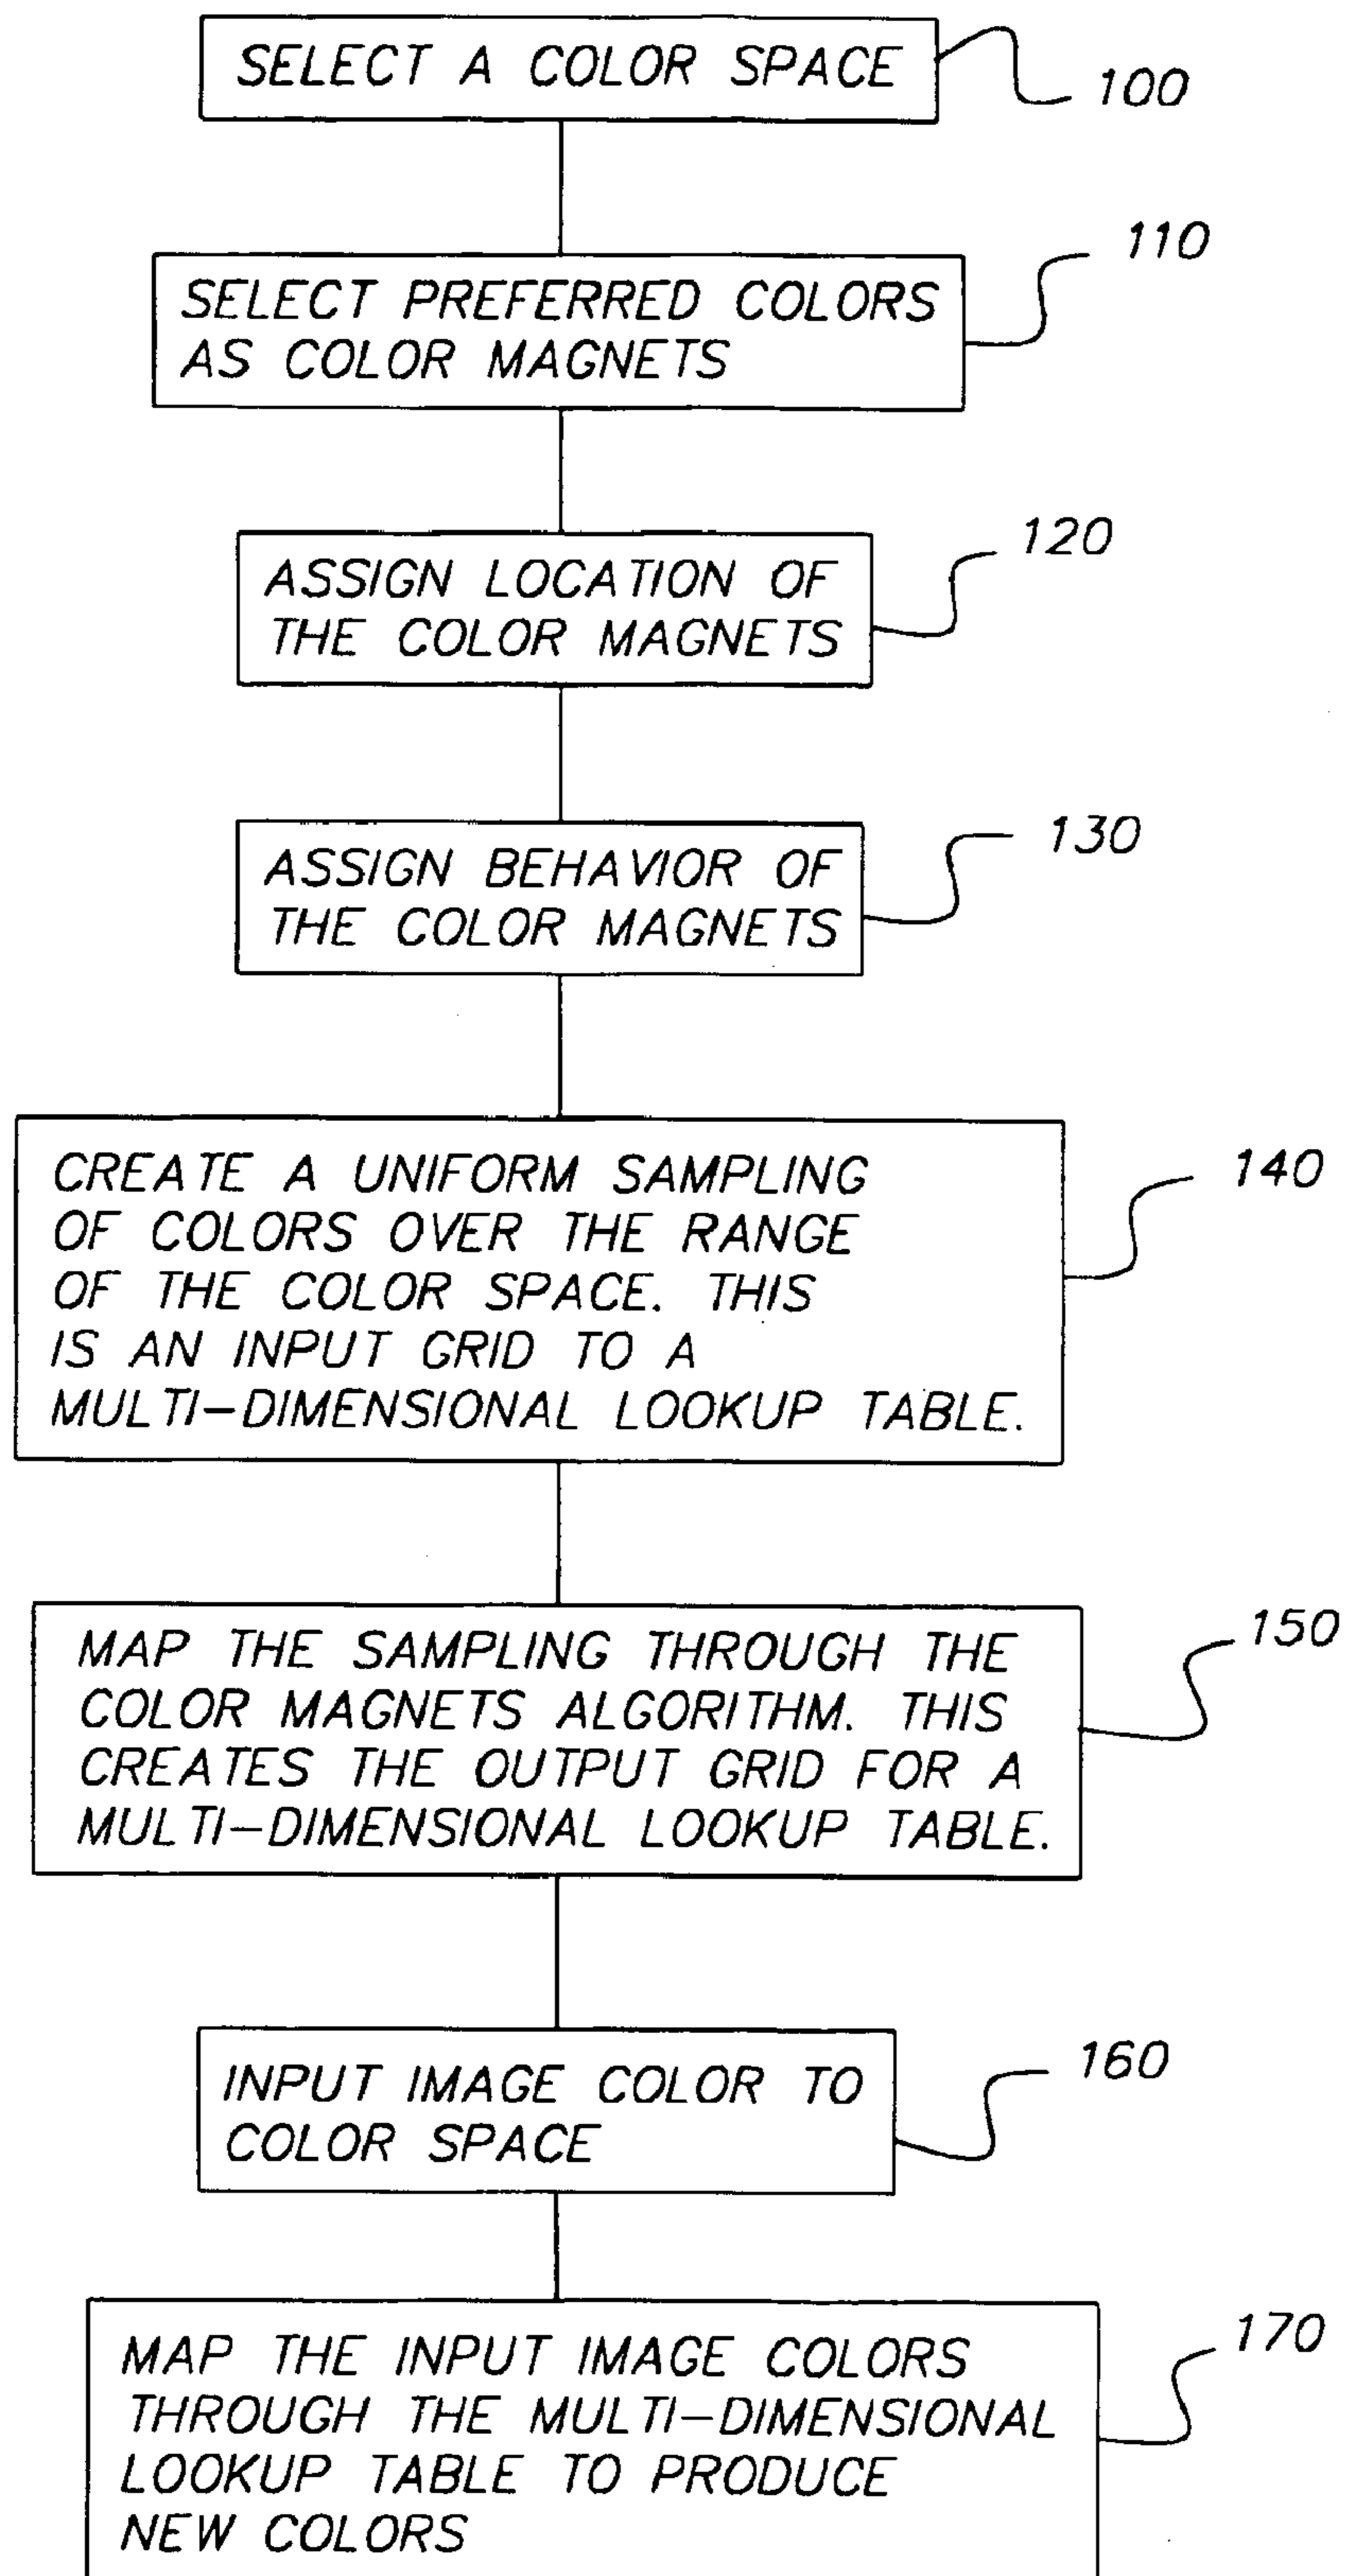 SELECT A COLOR SPACE
100
110
SELECT PREFERRED COLORS
AS COLOR MAGNETS
120
ASSIGN LOCATION OF
THE COLOR MAGNETS
130
ASSIGN BEHAVIOR OF
THE COLOR MAGNETS
140
CREATE A UNIFORM SAMPLING
OF COLORS OVER THE RANGE
OF THE COLOR SPACE. THIS
IS AN INPUT GRID TO A
MULTI-DIMENSIONAL LOOKUP TABLE.
150
MAP THE SAMPLING THROUGH THE
COLOR MAGNETS ALGORITHM. THIS
CREATES THE OUTPUT GRID FOR A
MULTI-DIMENSIONAL LOOKUP TABLE.
160
INPUT IMAGE COLOR TO
COLOR SPACE
170
MAP THE INPUT IMAGE COLORS
THROUGH THE MULTI-DIMENSIONAL
LOOKUP TABLE TO PRODUCE
NEW COLORS